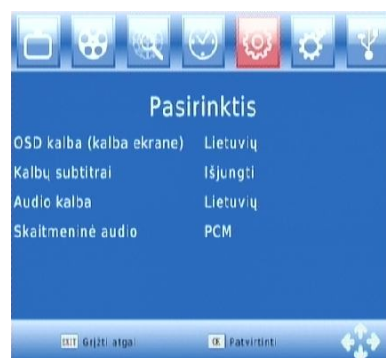 Pasirinktis
OSD kalba (kalba ekrane) Lietuvių
Kalbų subtitrai Išjungti
Audio kalba Lietuvių
Skaitmeninė audio PCM
EXIT Grįžti atgal OK Patvirtinti